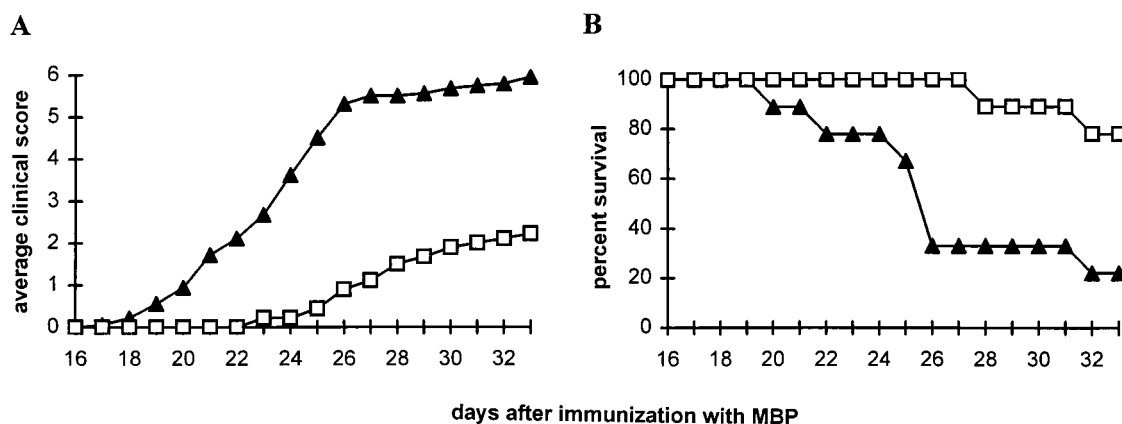 A
average clinical score
6
5
4
3
2
1
0
16 18 20 22 24 26 28 30 32
B
percent survival
100
80
60
40
20
0
16 18 20 22 24 26 28 30 32
days after immunization with MBP